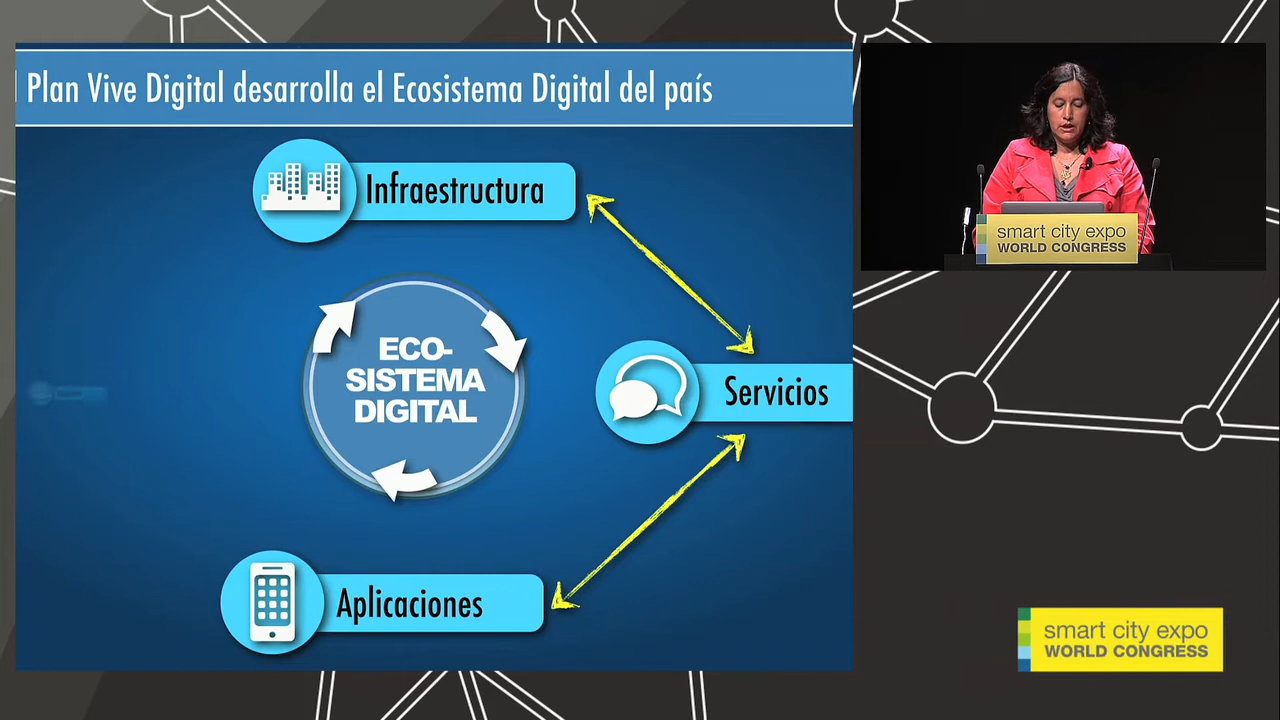 Plan Vive Digital desarrolla el Ecosistema Digital del país
Infraestructura
ECO-
SISTEMA
DIGITAL
Servicios
Aplicaciones
smart city expo
WORLD CONGRESS
smart city expo
WORLD CONGRESS